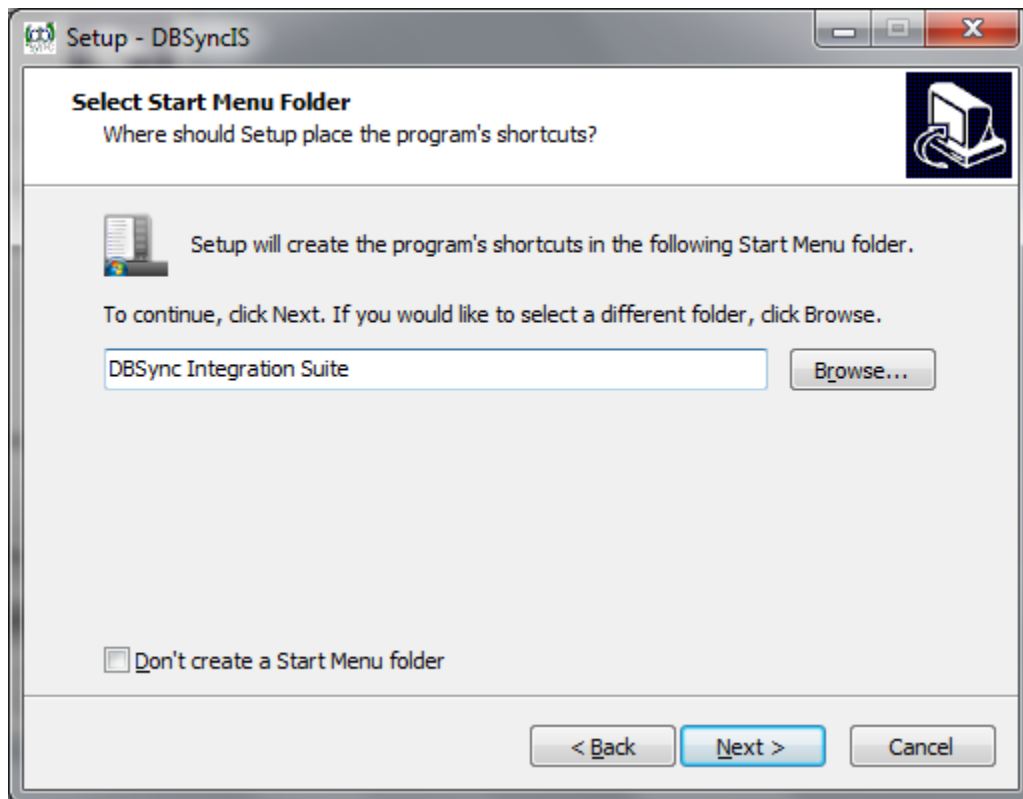 Setup - DBSyncIS
Select Start Menu Folder
Where should Setup place the program's shortcuts?
Setup will create the program's shortcuts in the following Start Menu folder.
To continue, click Next. If you would like to select a different folder, click Browse.
DBSync Integration Suite
Browse...
Don't create a Start Menu folder
< Back
Next >
Cancel